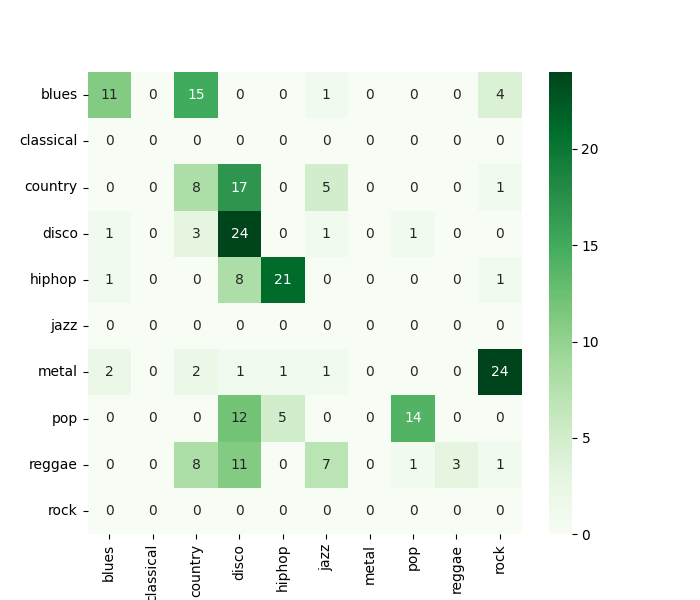 blues 11 0 15 0 0 1 0 0 0 4
classical 0 0 0 0 0 0 0 0 0 0
country 0 0 8 17 0 5 0 0 0 1
disco 1 0 3 24 0 1 0 1 0 0
hiphop 1 0 0 8 21 0 0 0 0 1
jazz 0 0 0 0 0 0 0 0 0 0
metal 2 0 2 1 1 1 0 0 0 24
pop 0 0 0 12 5 0 0 14 0 0
reggae 0 0 8 11 0 7 0 1 3 1
rock 0 0 0 0 0 0 0 0 0 0
blues classical country disco hiphop jazz metal pop reggae rock
20
15
10
5
0